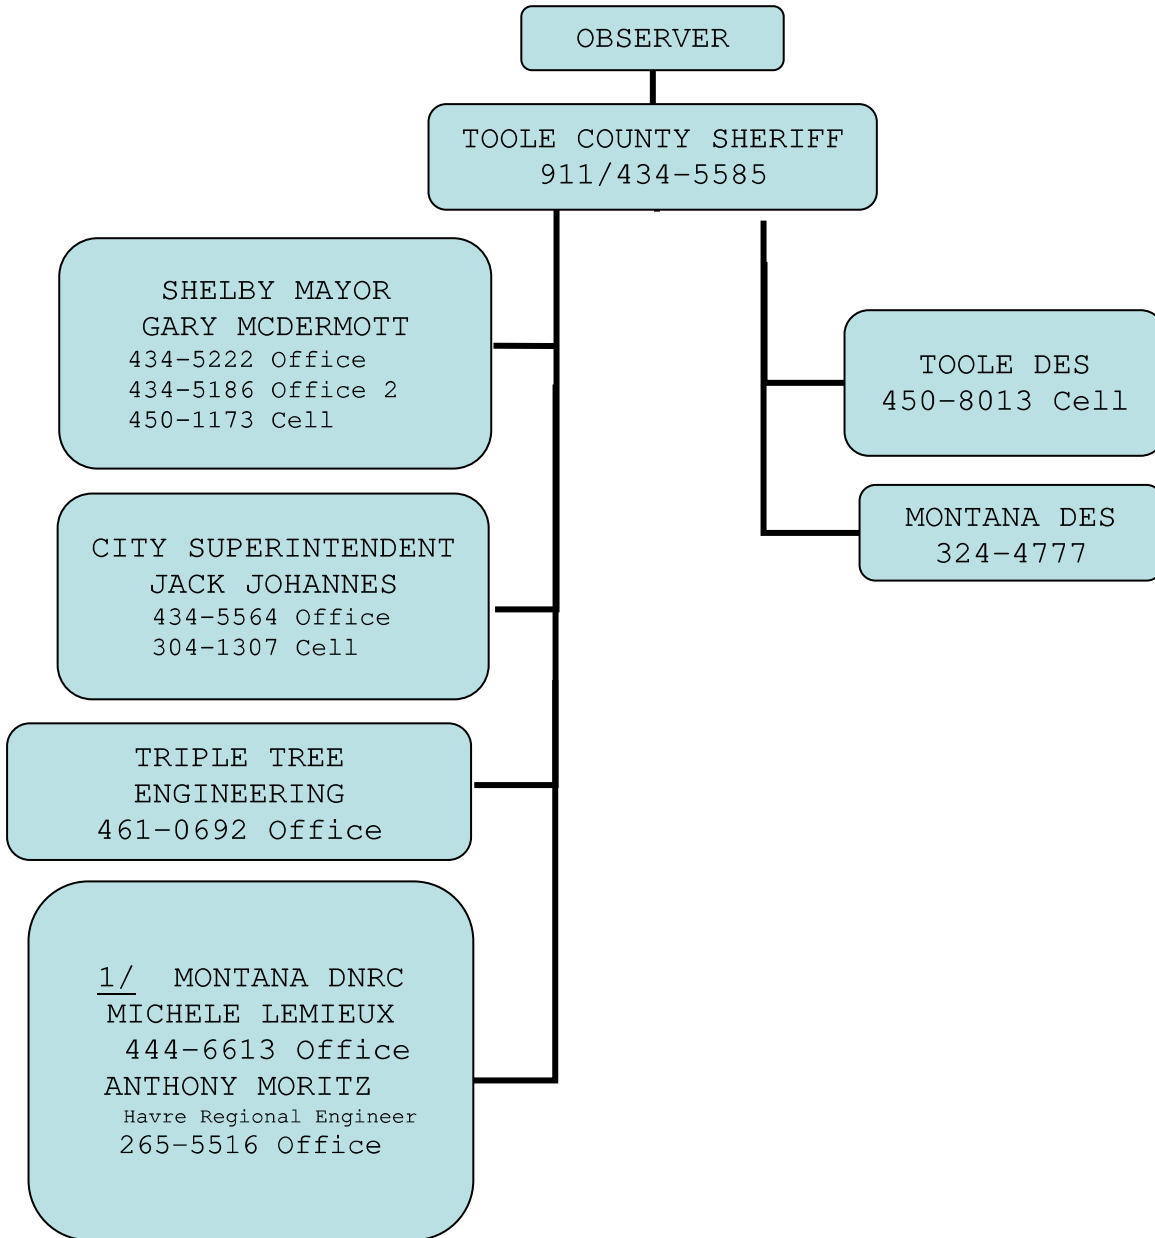 OBSERVER
TOOLE COUNTY SHERIFF
911/434-5585
SHELBY MAYOR
GARY MCDERMOTT
434-5222 Office
434-5186 Office 2
450-1173 Cell
TOOLE DES
450-8013 Cell
MONTANA DES
324-4777
CITY SUPERINTENDENT
JACK JOHANNES
434-5564 Office
304-1307 Cell
TRIPLE TREE
ENGINEERING
461-0692 Office
1/ MONTANA DNRC
MICHELE LEMIEUX
444-6613 Office
ANTHONY MORITZ
Havre Regional Engineer
265-5516 Office